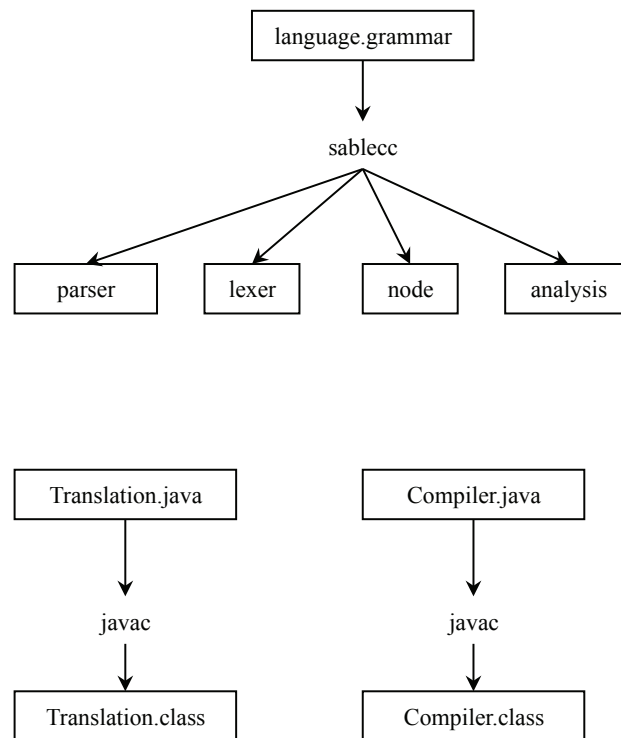 language.grammar
sablecc
parser lexer node analysis
Translation.java Compiler.java
javac javac
Translation.class Compiler.class